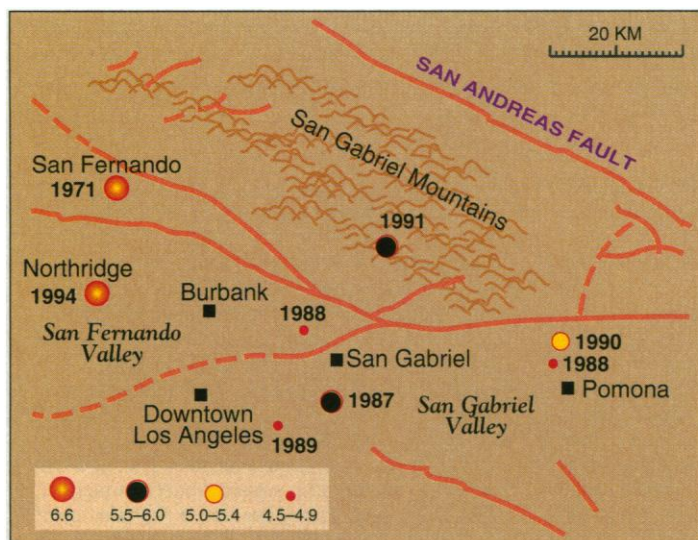 20 KM
SAN ANDREAS FAULT
San Gabriel Mountains
San Fernando
1971
1991
Northridge
1994
Burbank
1988
San Fernando
Valley
1990
1988
San Gabriel
Pomona
1987
San Gabriel
Valley
Downtown
Los Angeles
1989
6.6
5.5–6.0
5.0–5.4
4.5–4.9